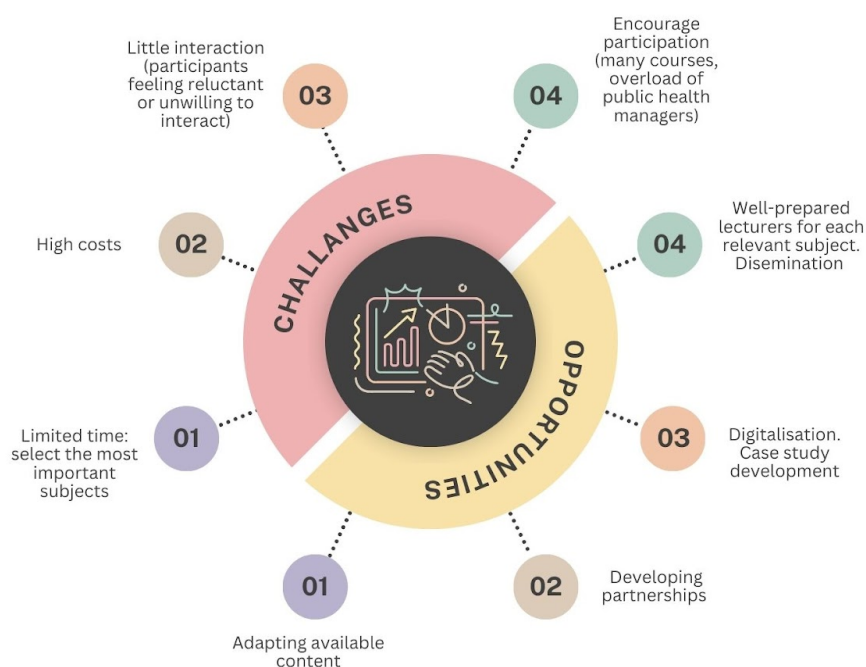 CHALLANGES
01
Limited time:
select the most
important
subjects
02
High costs
03
Little interaction
(participants
feeling reluctant
or unwilling to
interact)
04
Encourage
participation
(many courses,
overload of
public health
managers)
OPPORTUNITIES
01
Adapting available
content
02
Developing
partnerships
03
Digitalisation.
Case study
development
04
Well-prepared
lecturers for each
relevant subject.
Disemination